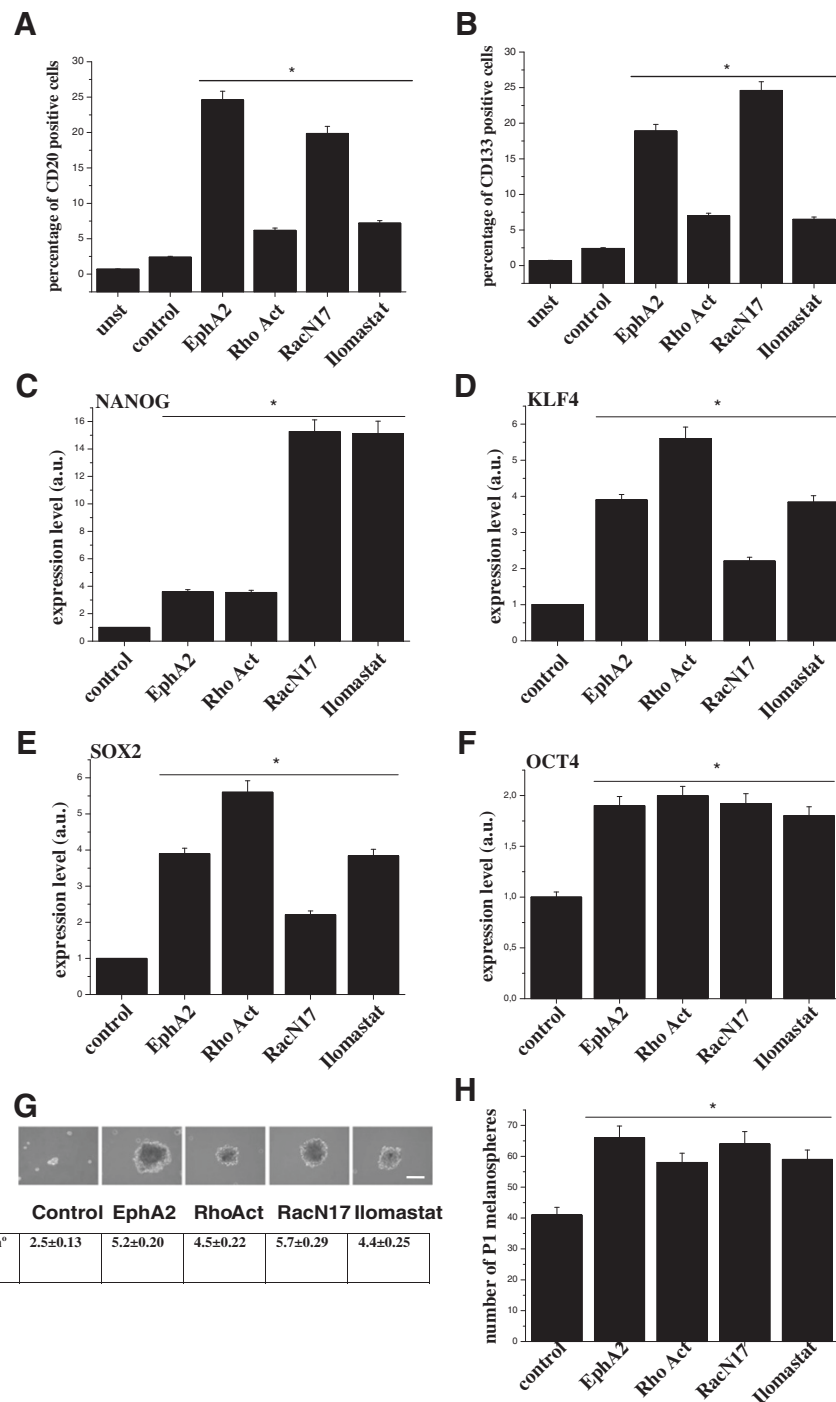 A
percentage of CD20 positive cells
30
25
20
15
10
5
0
*
unst
control
EphA2
Rho Act
RacN17
Ilomastat
B
percentage of CD133 positive cells
30
25
20
15
10
5
0
*
unst
control
EphA2
Rho Act
RacN17
Ilomastat
C
NANOG
expression level (a.u.)
16
14
12
10
8
6
4
2
0
*
control
EphA2
Rho Act
RacN17
Ilomastat
D
KLF4
expression level (a.u.)
6
5
4
3
2
1
0
*
control
EphA2
Rho Act
RacN17
Ilomastat
E
SOX2
expression level (a.u.)
6
5
4
3
2
1
0
*
control
EphA2
Rho Act
RacN17
Ilomastat
F
OCT4
expression level (a.u.)
2,0
1,5
1,0
0,5
0,0
*
control
EphA2
Rho Act
RacN17
Ilomastat
G
Control EphA2 RhoAct RacN17 Ilomastat
2.5±0.13 5.2±0.20 4.5±0.22 5.7±0.29 4.4±0.25
H
number of P1 melanospheres
70
60
50
40
30
20
10
0
*
control
EphA2
Rho Act
RacN17
Ilomastat